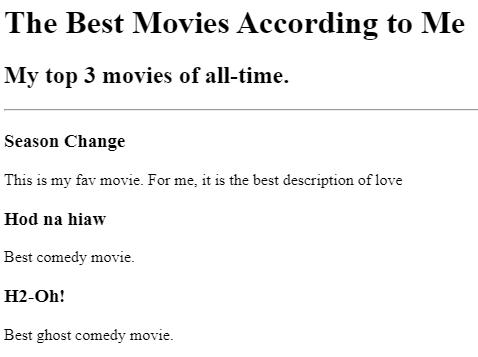 The Best Movies According to Me
My top 3 movies of all-time.
Season Change
This is my fav movie. For me, it is the best description of love
Hod na hiaw
Best comedy movie.
H2-Oh!
Best ghost comedy movie.